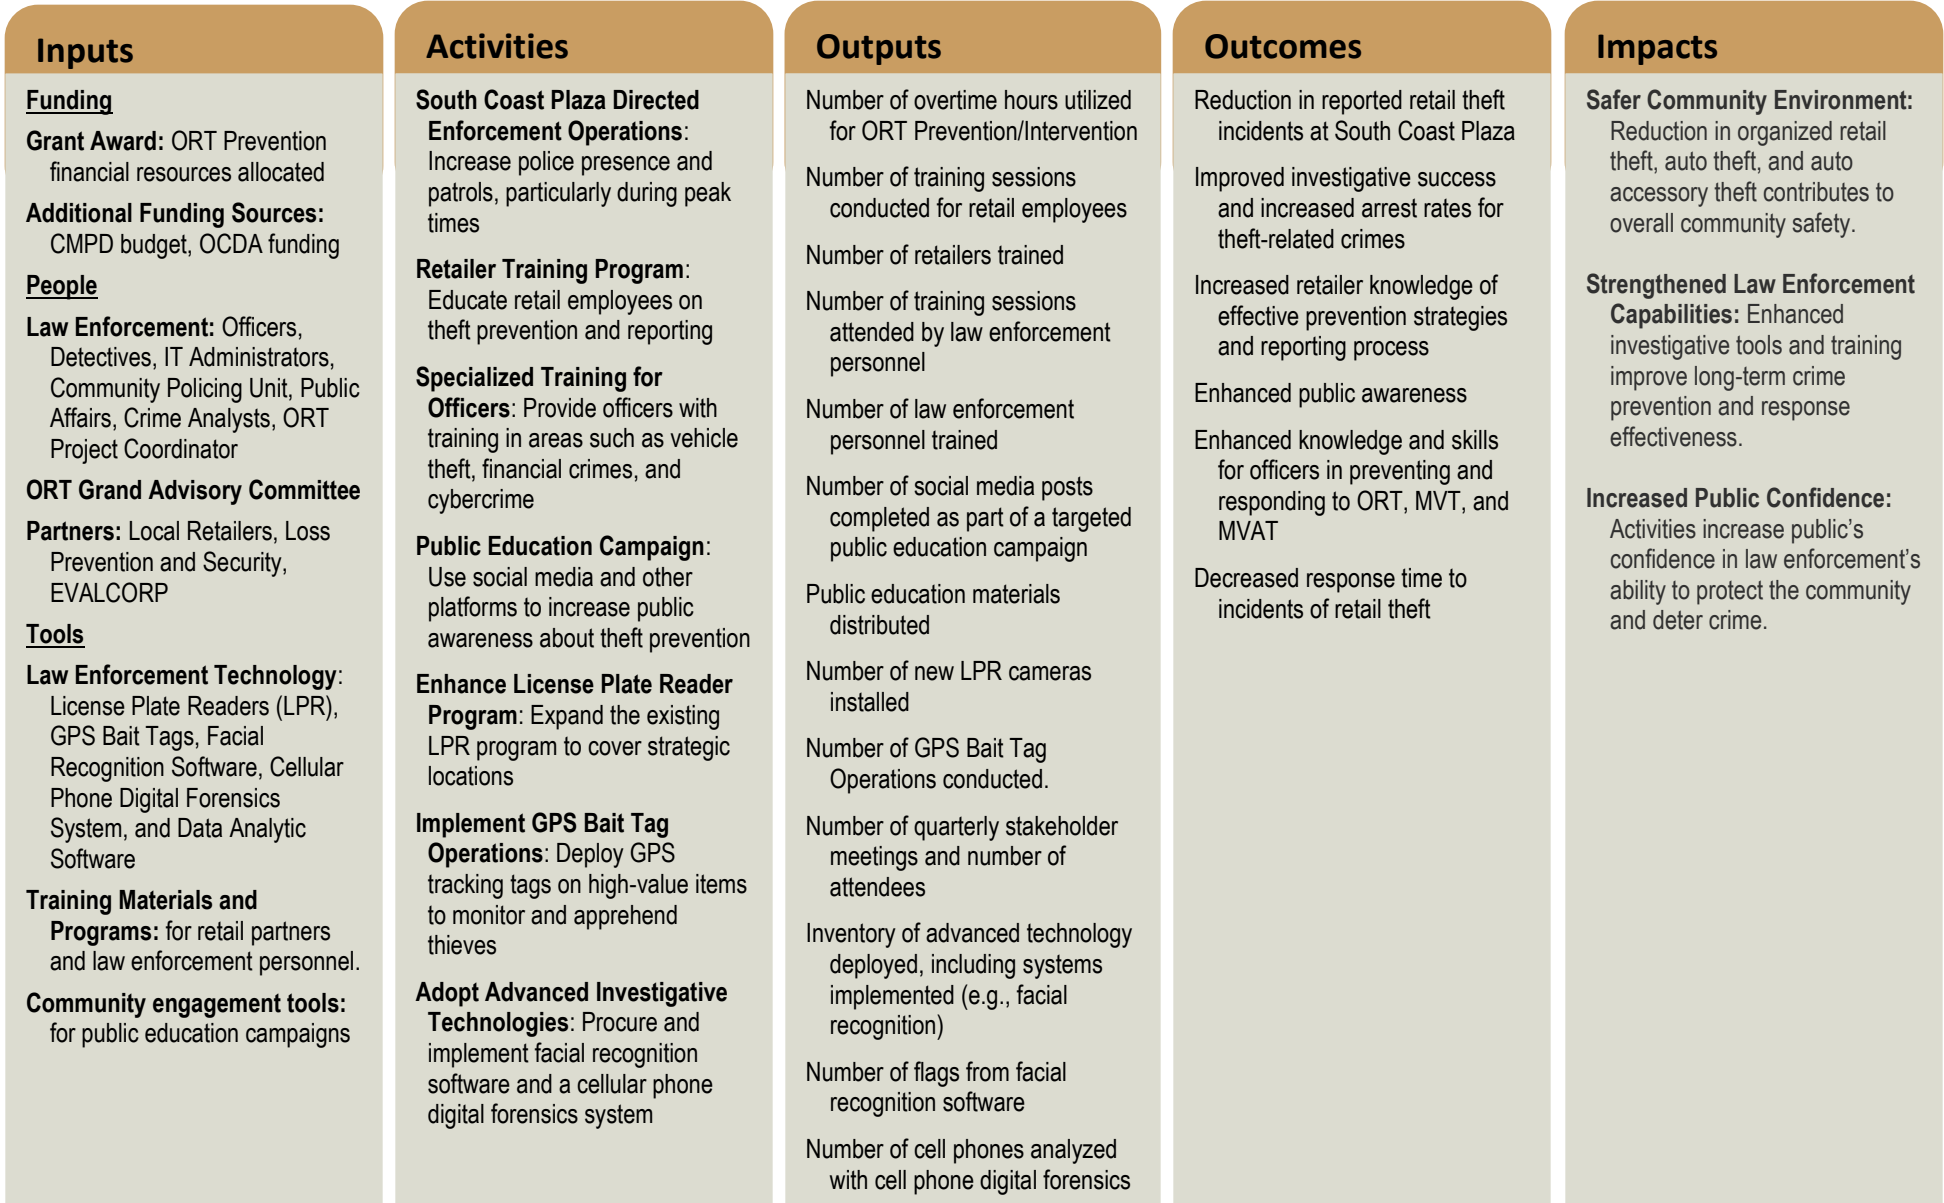 Inputs
Funding
Grant Award: ORT Prevention
financial resources allocated
Additional Funding Sources:
CMPD budget, OCDA funding
People
Law Enforcement: Officers,
Detectives, IT Administrators,
Community Policing Unit, Public
Affairs, Crime Analysts, ORT
Project Coordinator
ORT Grand Advisory Committee
Partners: Local Retailers, Loss
Prevention and Security,
EVALCORP
Tools
Law Enforcement Technology:
License Plate Readers (LPR),
GPS Bait Tags, Facial
Recognition Software, Cellular
Phone Digital Forensics
System, and Data Analytic
Software
Training Materials and
Programs: for retail partners
and law enforcement personnel.
Community engagement tools:
for public education campaigns
Activities
South Coast Plaza Directed
Enforcement Operations:
Increase police presence and
patrols, particularly during peak
times
Retailer Training Program:
Educate retail employees on
theft prevention and reporting
Specialized Training for
Officers: Provide officers with
training in areas such as vehicle
theft, financial crimes, and
cybercrime
Public Education Campaign:
Use social media and other
platforms to increase public
awareness about theft prevention
Enhance License Plate Reader
Program: Expand the existing
LPR program to cover strategic
locations
Implement GPS Bait Tag
Operations: Deploy GPS
tracking tags on high-value items
to monitor and apprehend
thieves
Adopt Advanced Investigative
Technologies: Procure and
implement facial recognition
software and a cellular phone
digital forensics system
Outputs
Number of overtime hours utilized
for ORT Prevention/Intervention
Number of training sessions
conducted for retail employees
Number of retailers trained
Number of training sessions
attended by law enforcement
personnel
Number of law enforcement
personnel trained
Number of social media posts
completed as part of a targeted
public education campaign
Public education materials
distributed
Number of new LPR cameras
installed
Number of GPS Bait Tag
Operations conducted.
Number of quarterly stakeholder
meetings and number of
attendees
Inventory of advanced technology
deployed, including systems
implemented (e.g., facial
recognition)
Number of flags from facial
recognition software
Number of cell phones analyzed
with cell phone digital forensics
Outcomes
Reduction in reported retail theft
incidents at South Coast Plaza
Improved investigative success
and increased arrest rates for
theft-related crimes
Increased retailer knowledge of
effective prevention strategies
and reporting process
Enhanced public awareness
Enhanced knowledge and skills
for officers in preventing and
responding to ORT, MVT, and
MVAT
Decreased response time to
incidents of retail theft
Impacts
Safer Community Environment:
Reduction in organized retail
theft, auto theft, and auto
accessory theft contributes to
overall community safety.
Strengthened Law Enforcement
Capabilities: Enhanced
investigative tools and training
improve long-term crime
prevention and response
effectiveness.
Increased Public Confidence:
Activities increase public’s
confidence in law enforcement’s
ability to protect the community
and deter crime.